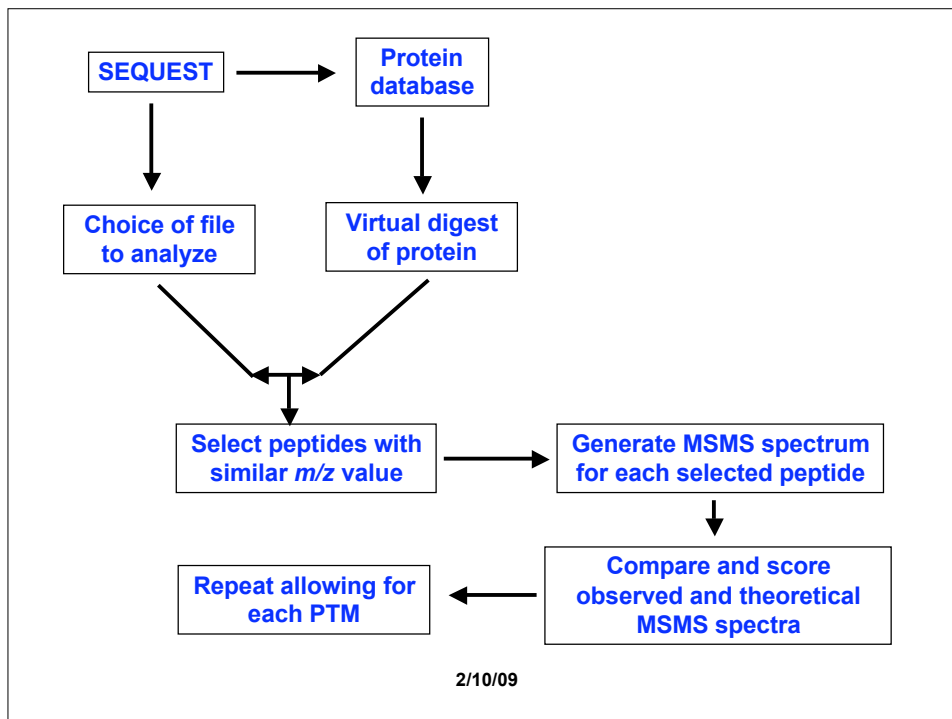 SEQUEST
Protein
database
Choice of file
to analyze
Virtual digest
of protein
Select peptides with
similar m/z value
Generate MSMS spectrum
for each selected peptide
Compare and score
observed and theoretical
MSMS spectra
Repeat allowing for
each PTM
2/10/09